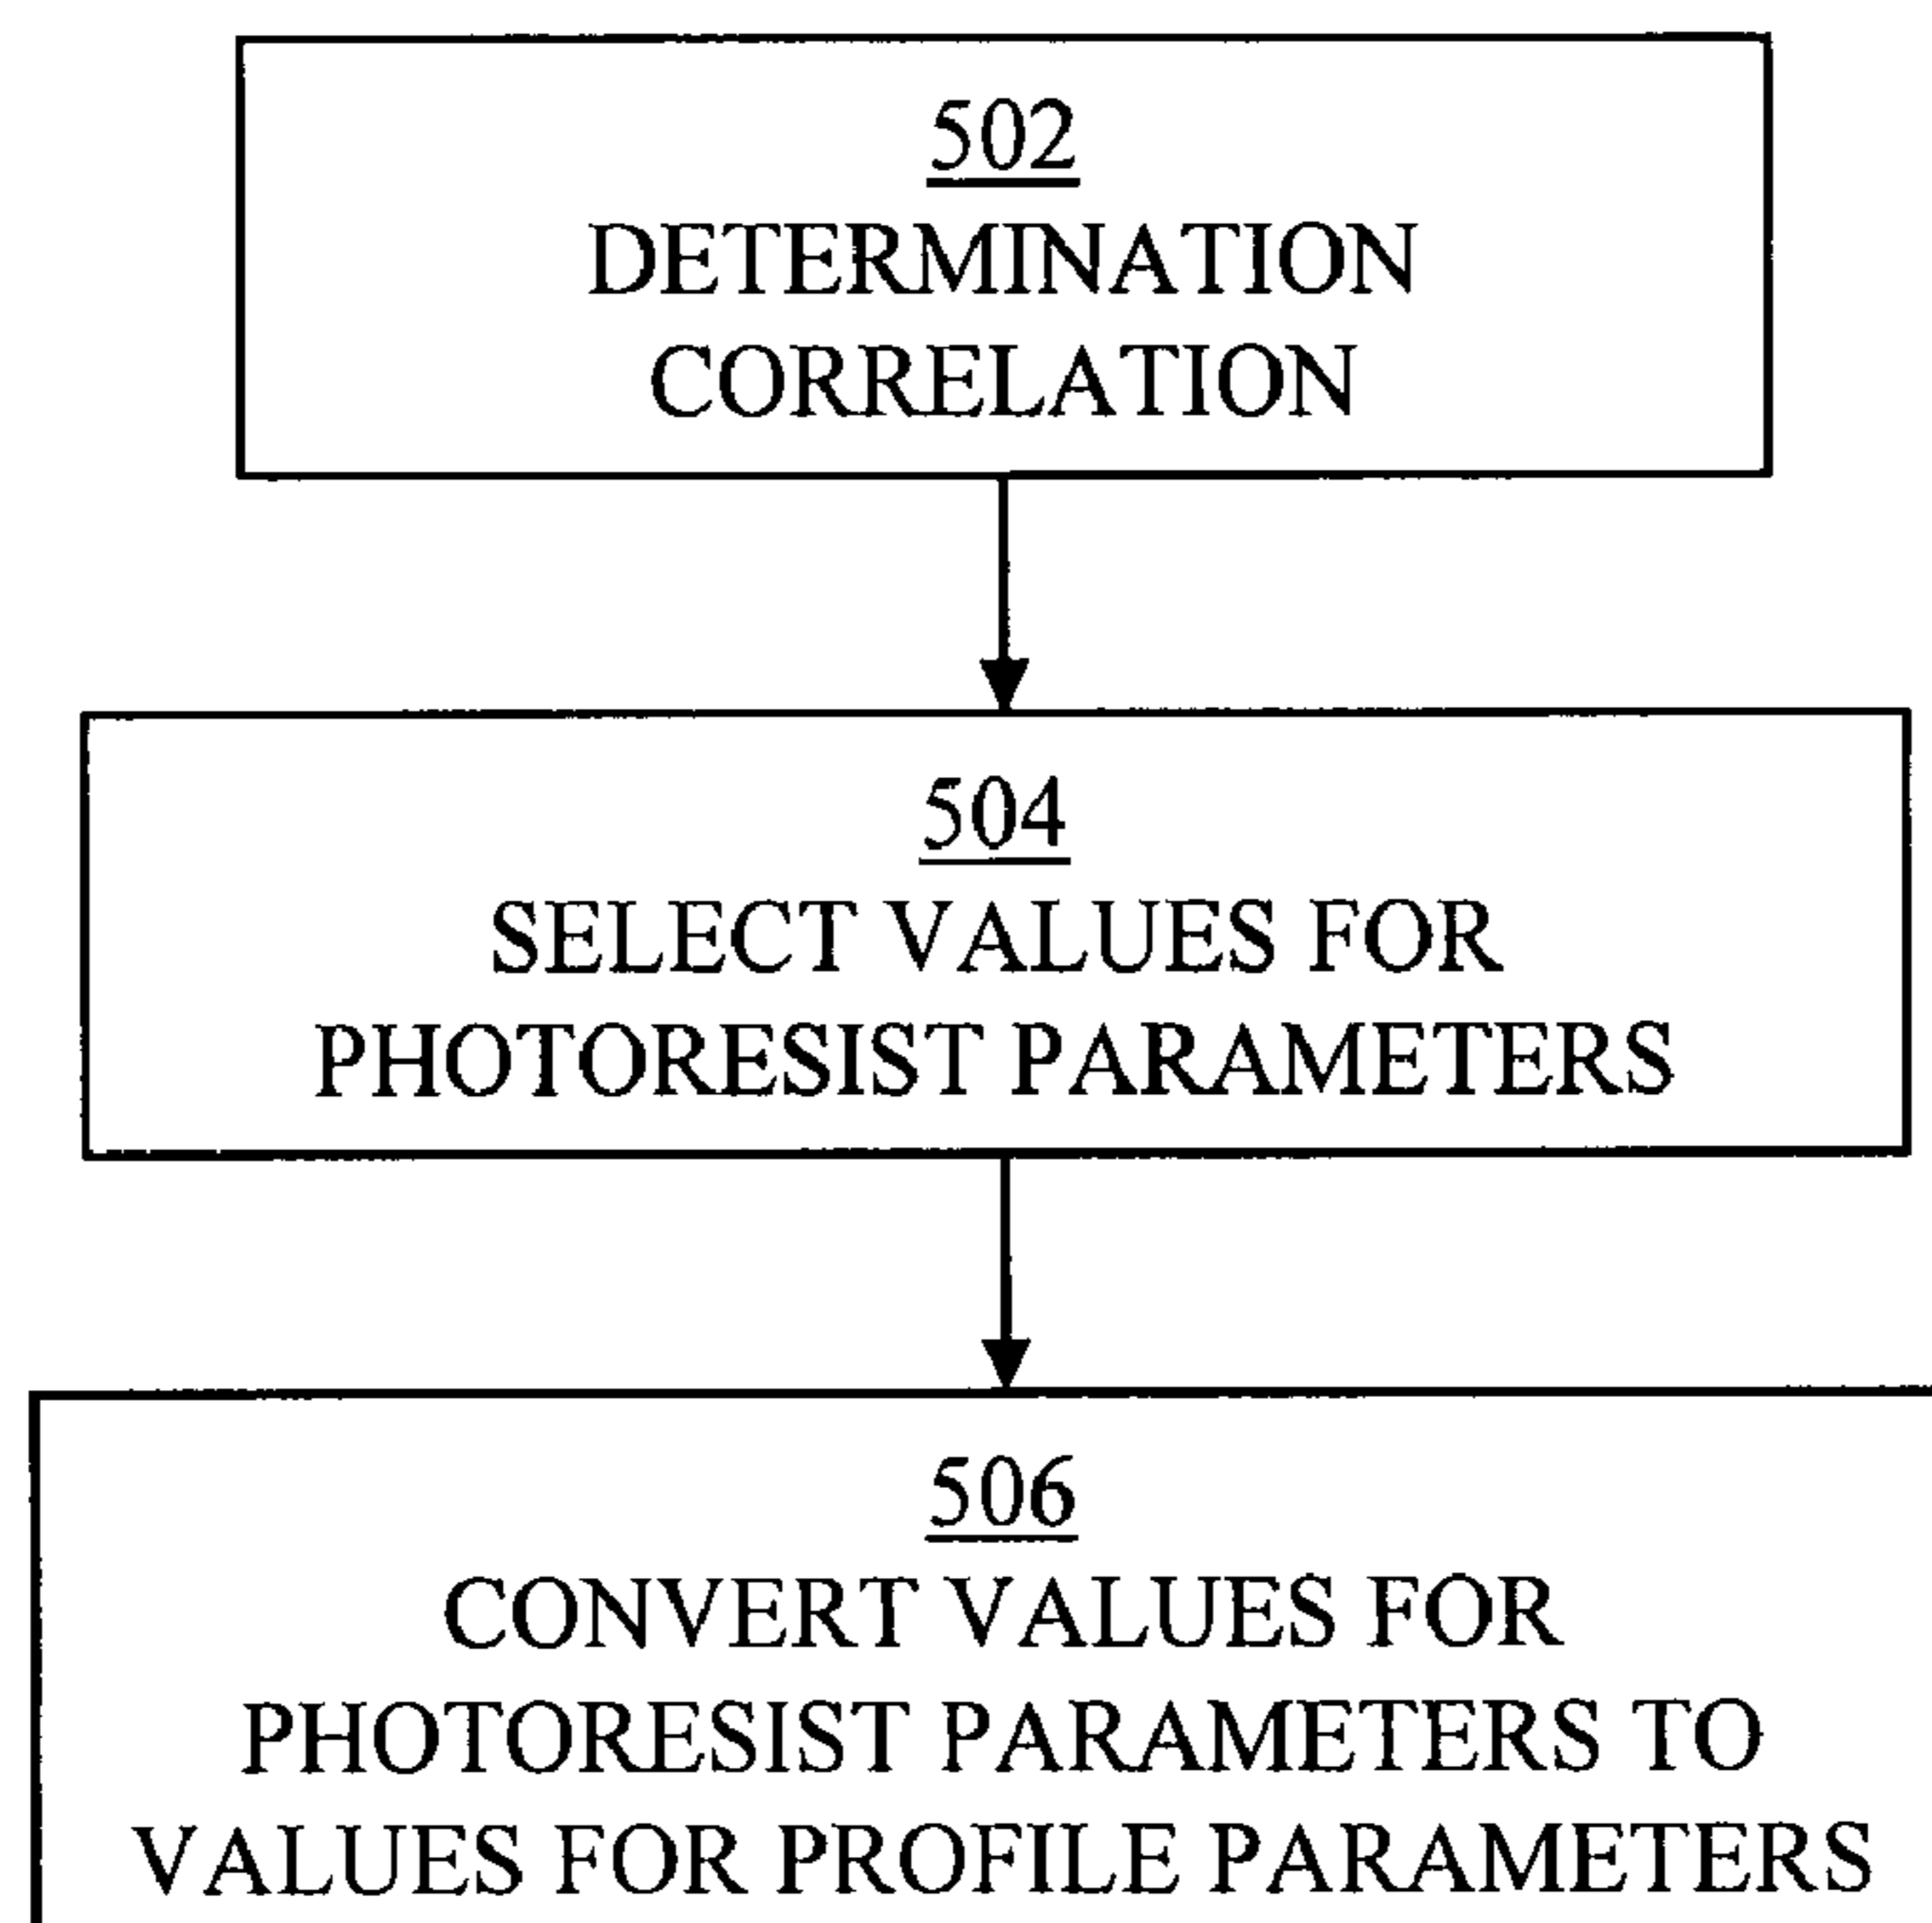 502
DETERMINATION
CORRELATION
504
SELECT VALUES FOR
PHOTORESIST PARAMETERS
506
CONVERT VALUES FOR
PHOTORESIST PARAMETERS TO
VALUES FOR PROFILE PARAMETERS